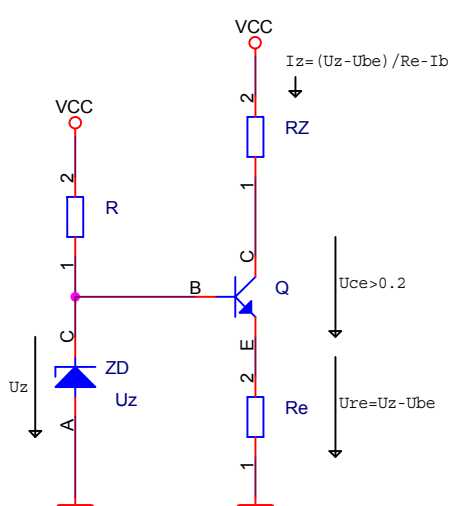 VCC
Iz=(Uz-Ube)/Re-Ib
2
RZ
1
VCC
2
R
1
C
B
Q
Uce>0.2
E
C
ZD
Uz
Uz
A
2
Re
Ure=Uz-Ube
1